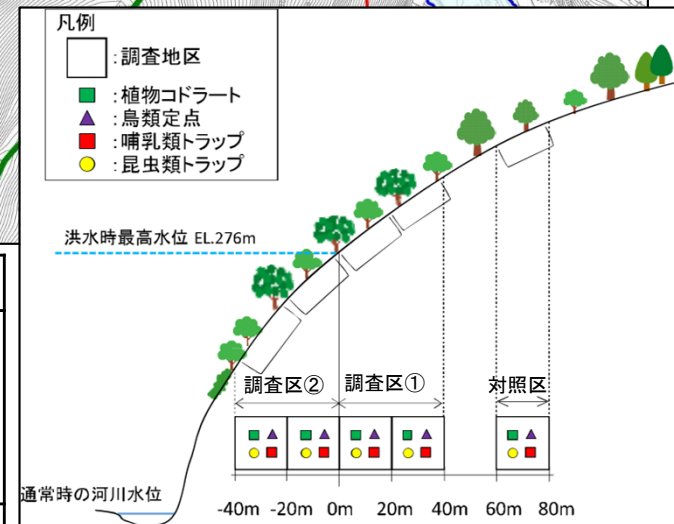 凡例
：調査地区
：植物コドラート
：鳥類定点
：哺乳類トラップ
：昆虫類トラップ
洪水時最高水位 EL.276m
調査区② 調査区① 対照区
通常時の河川水位
-40m -20m 0m 20m 40m 60m 80m